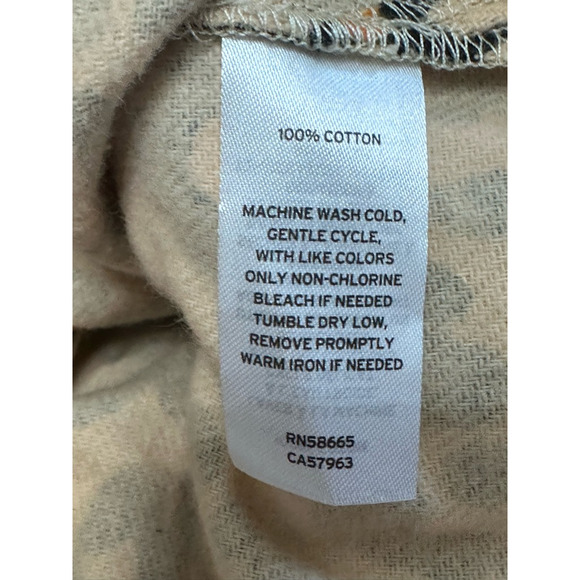 100% COTTON
MACHINE WASH COLD,
GENTLE CYCLE,
WITH LIKE COLORS
ONLY NON-CHLORINE
BLEACH IF NEEDED
TUMBLE DRY LOW,
REMOVE PROMPTLY
WARM IRON IF NEEDED
RN58665
CA57963